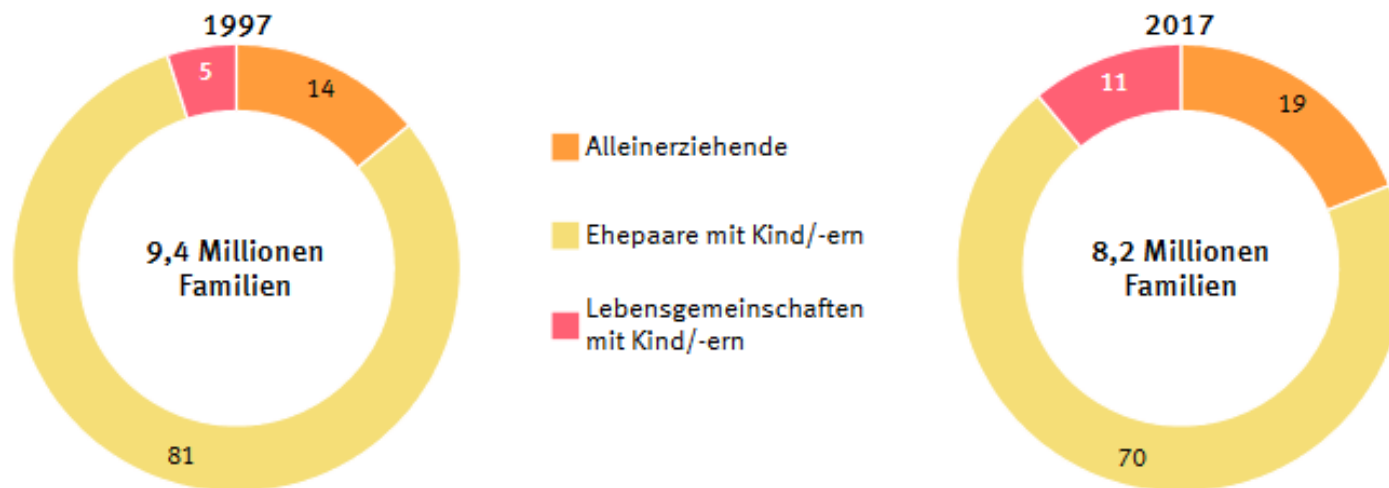 1997
5
14
9,4 Millionen
Familien
81
Alleinerziehende
Ehepaare mit Kind/-ern
Lebensgemeinschaften
mit Kind/-ern
2017
11
19
8,2 Millionen
Familien
70